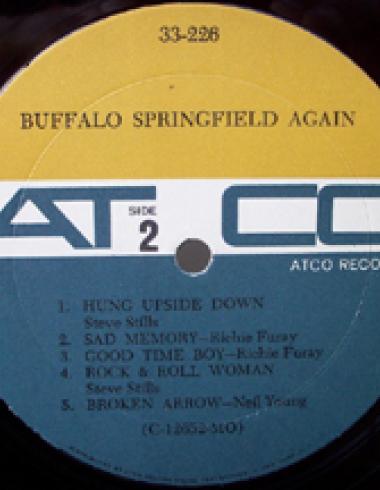 33-226
BUFFALO SPRINGFIELD AGAIN
AT CO
SIDE
2
ATCO RECO
1. HUNG UPSIDE DOWN
Steve Stills
2. SAD MEMORY—Richie Furay
3. GOOD TIME BOY—Richie Furay
4. ROCK & ROLL WOMAN
Steve Stills
5. BROKEN ARROW—Neil Young
(C-12652-MO)